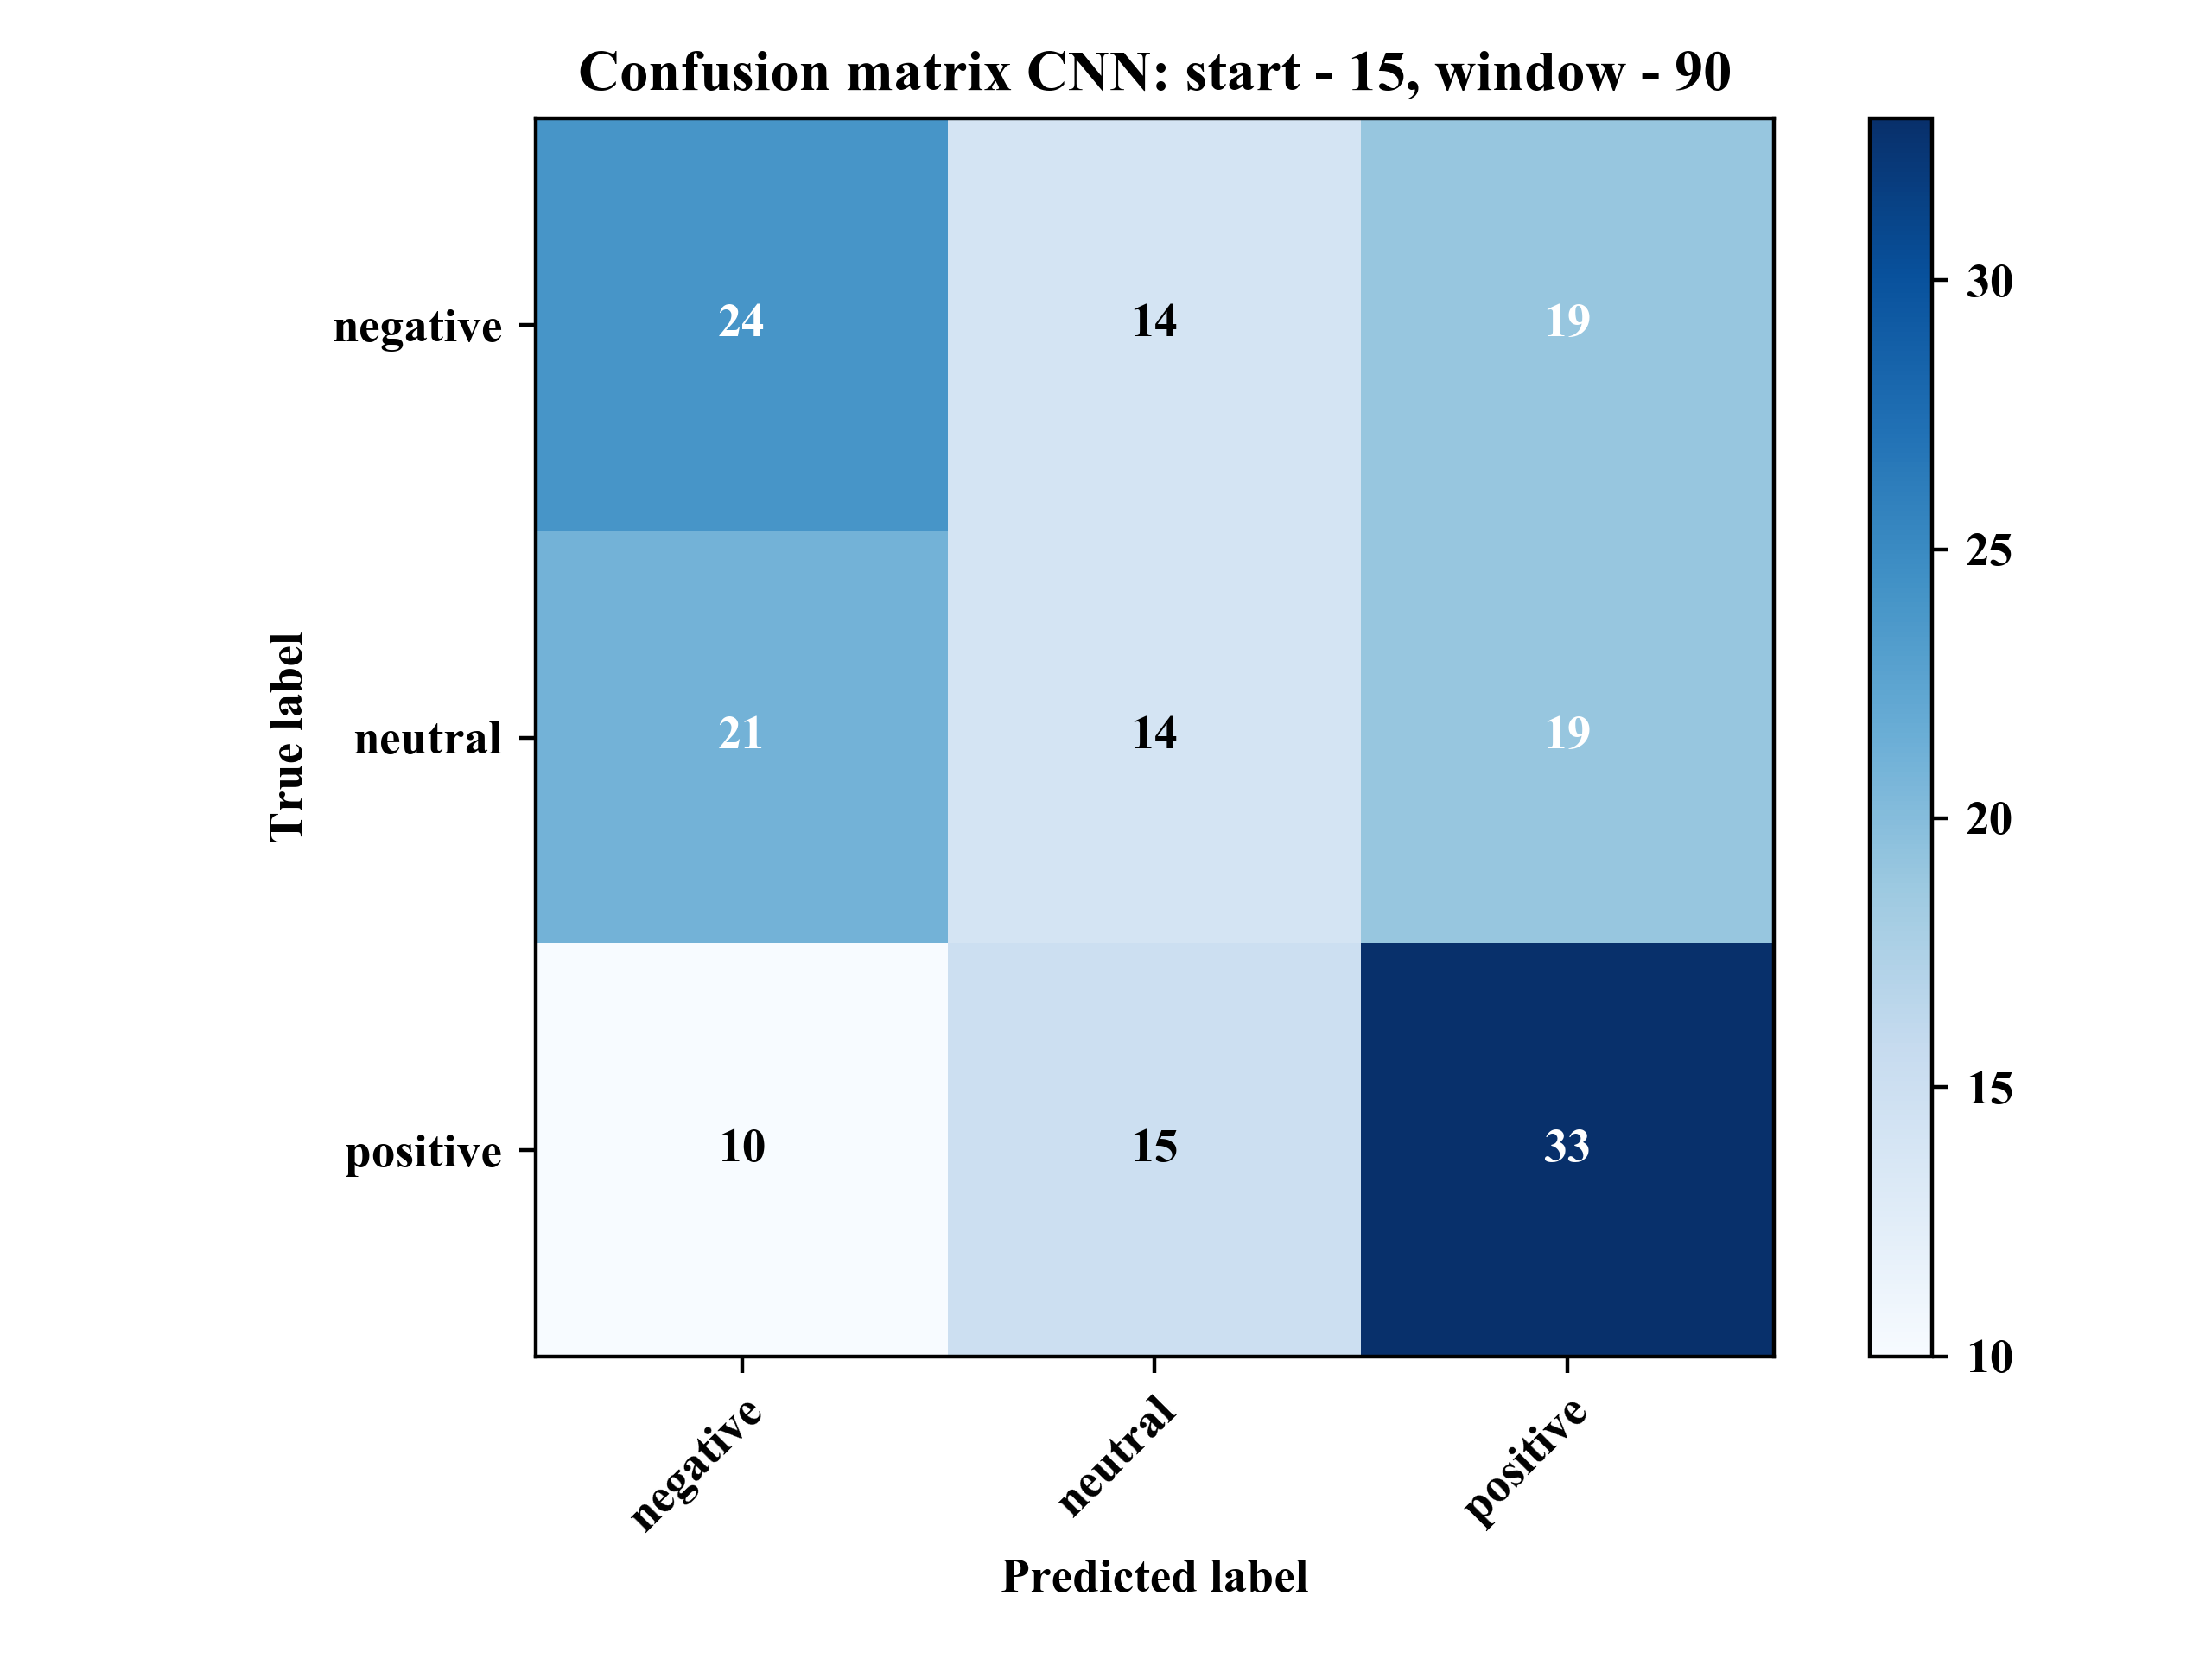 Confusion matrix CNN: start - 15, window - 90
True label
negative
24 14 19
neutral
21 14 19
positive
10 15 33
negative neutral positive
Predicted label
30
25
20
15
10